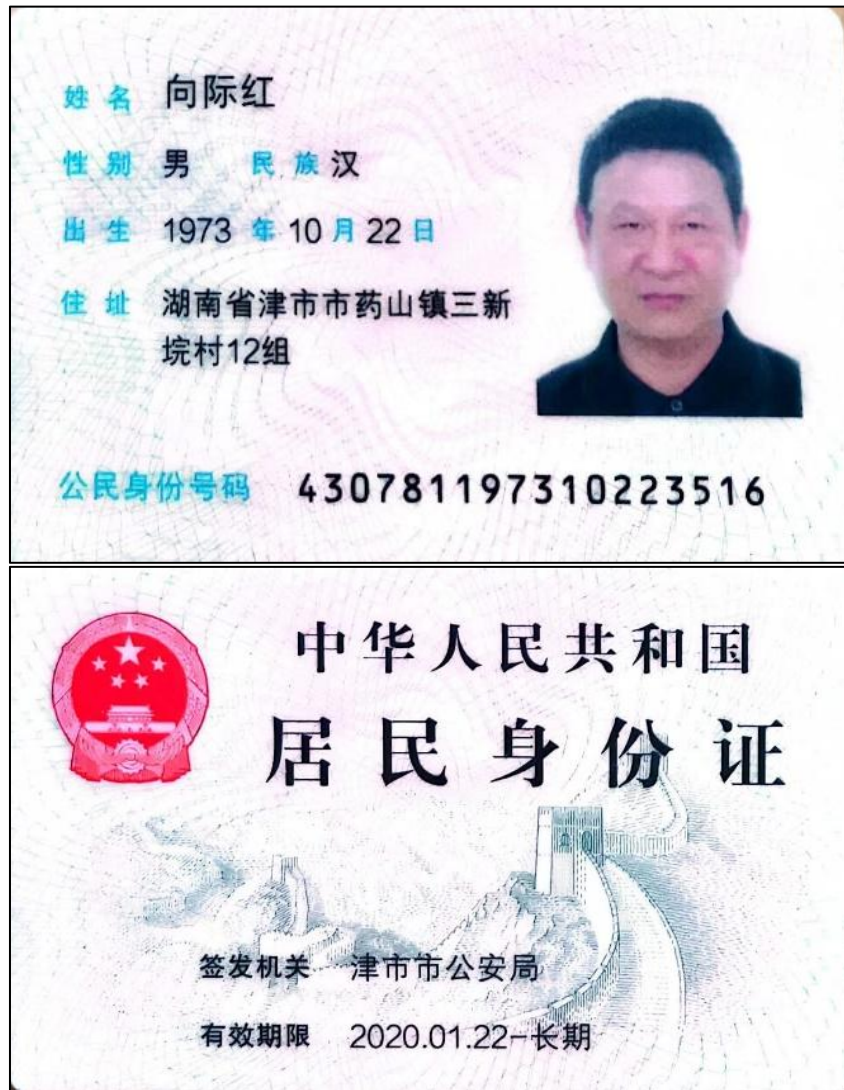 姓名 向际红
性别 男 民族 汉
出生 1973 年 10 月 22 日
住址 湖南省津市市药山镇三新
垸村12组
公民身份号码 430781197310223516
中华人民共和国
居民身份证
签发机关 津市市公安局
有效期限 2020.01.22-长期